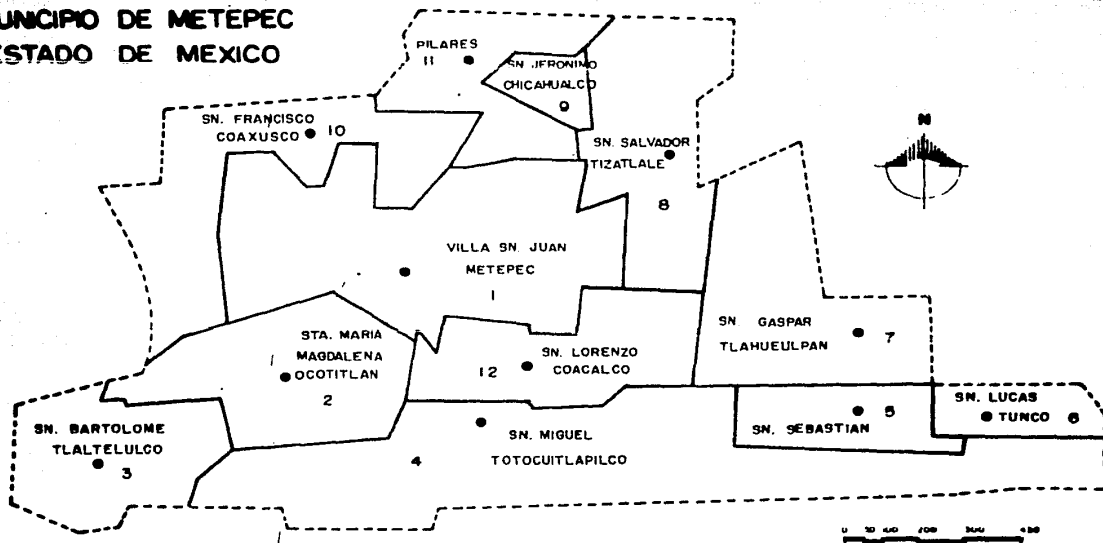 UNICIPIO DE METEPEC
ESTADO DE MEXICO
PILARES
11
SN. JERONIMO
CHICAHUALCO
9
SN. FRANCISCO
COAXUSCO 10
SN. SALVADOR
TIZATLALE
8
N
VILLA SN. JUAN
METEPEC
1
STA. MARIA
MAGDALENA
OCOTITLAN
2
SN. LORENZO
COACALCO
12
SN GASPAR
TLAHUEULPAN
7
SN. BARTOLOME
TLALTELULCO
3
SN. MIGUEL
TOTOCUITLAPILCO
4
SN. SEBASTIAN
5
SN. LUCAS
TUNCO 6
0
200